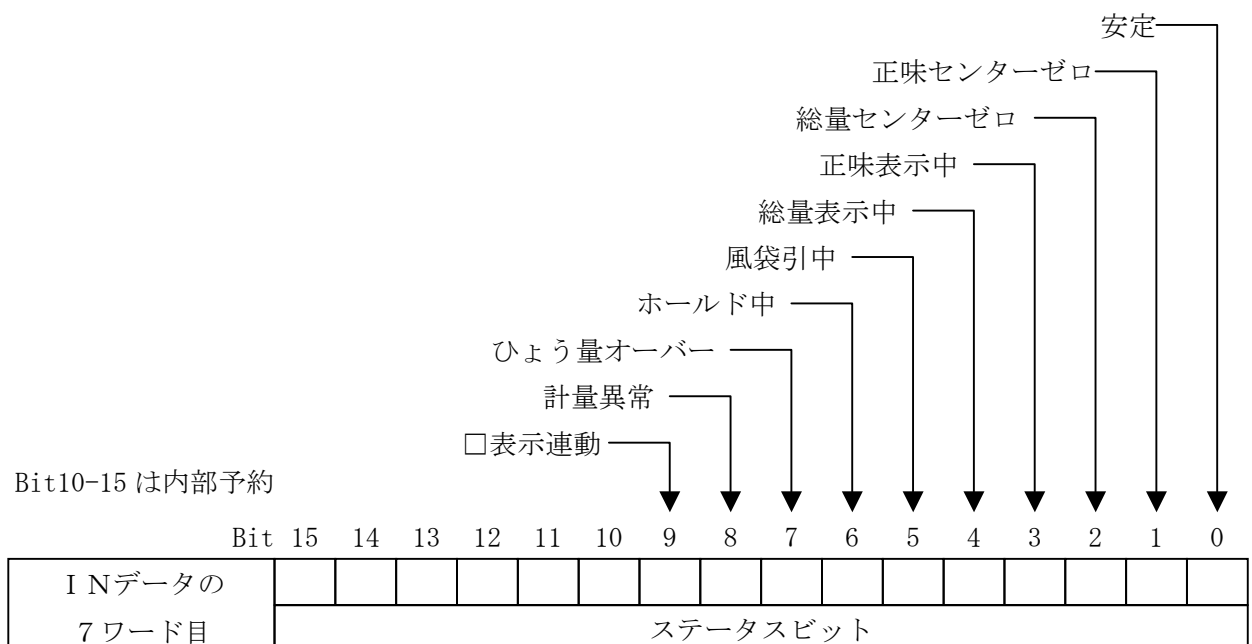 安定
正味センターゼロ
総量センターゼロ
正味表示中
総量表示中
風袋引中
ホールド中
ひょう量オーバー
計量異常
□表示連動
Bit10-15は内部予約
Bit 15 14 13 12 11 10 9 8 7 6 5 4 3 2 1 0
ＩＮデータの
７ワード目
ステータスビット